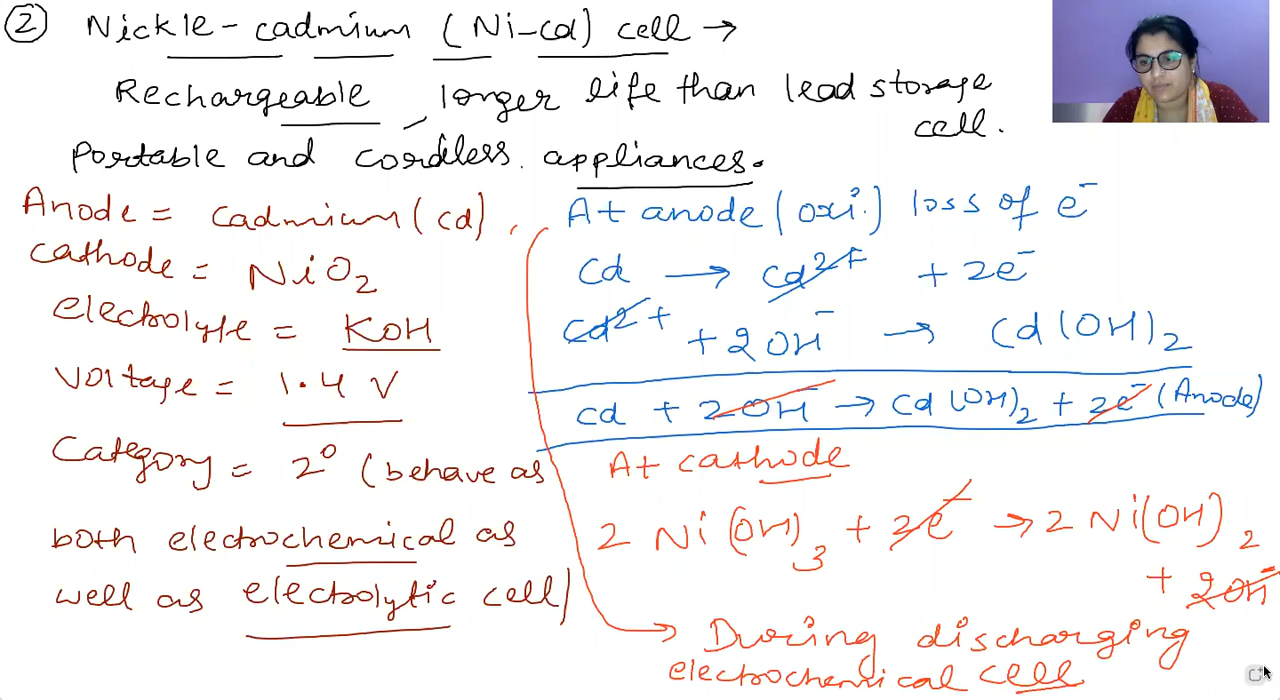 ② Nickle-cadmium (Ni-cd) cell →
Rechargeable, longer life than lead storage
cell.
Portable and cordless. appliances.
Anode = cadmium (cd),
cathode = NiO2
electrolyte = KOH
voltage = 1.4 V
Category = 2° (behave as
both electrochemical as
well as electrolytic cell)
At anode (oxi.) loss of e⁻
cd → cd²⁺ + 2e⁻
cd²⁺ + 2OH⁻ → Cd(OH)₂
cd + 2OH⁻ → Cd(OH)₂ + 2e⁻ (Anode)
At cathode
2 Ni(OH)₃ + 2e⁻ → 2 Ni(OH)₂
+ 2OH⁻
→ During discharging
electrochemical cell